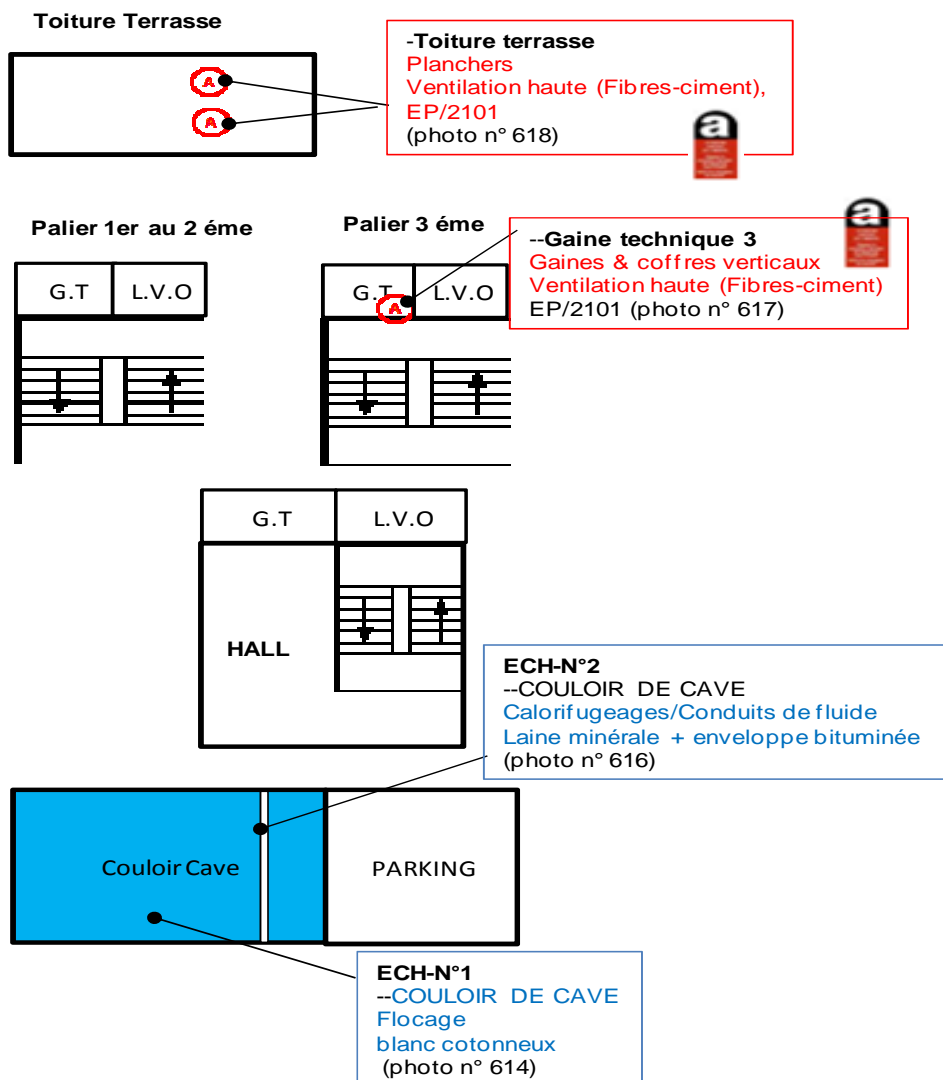 Toiture Terrasse
-Toiture terrasse
Planchers
Ventilation haute (Fibres-ciment),
EP/2101
(photo n° 618)
A
A
a
Palier 1er au 2 éme
Palier 3 éme
--Gaine technique 3
Gaines & coffres verticaux
Ventilation haute (Fibres-ciment)
EP/2101 (photo n° 617)
a
G.T
L.V.O
G.T
L.V.O
A
G.T
L.V.O
HALL
ECH-N°2
--COULOIR DE CAVE
Calorifugeages/Conduits de fluide
Laine minérale + enveloppe bituminée
(photo n° 616)
Couloir Cave
PARKING
ECH-N°1
--COULOIR DE CAVE
Flocage
blanc cotonneux
(photo n° 614)